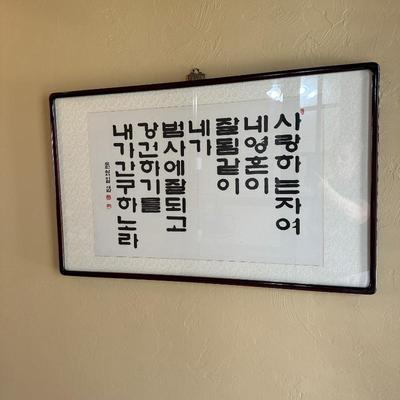 사랑하는자여
네영혼이
잘됨같이
네가
범사에잘되고
강건하기를
내가간구하노라